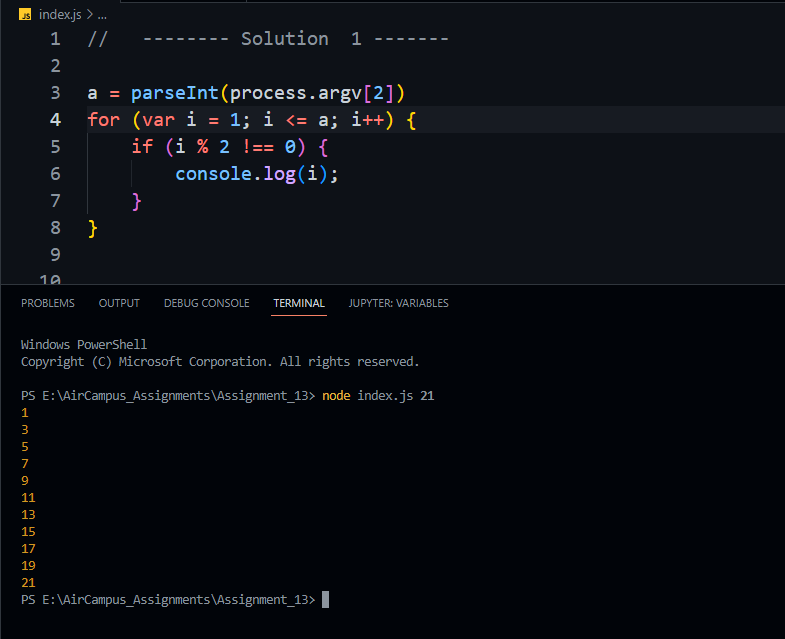 JS index.js > ...
1 // -------- Solution 1 -------
2
3 a = parseInt(process.argv[2])
4 for (var i = 1; i <= a; i++) {
5 if (i % 2 !== 0) {
6 console.log(i);
7 }
8 }
9
10
PROBLEMS OUTPUT DEBUG CONSOLE TERMINAL JUPYTER: VARIABLES
Windows PowerShell
Copyright (C) Microsoft Corporation. All rights reserved.
PS E:\AirCampus_Assignments\Assignment_13> node index.js 21
1
3
5
7
9
11
13
15
17
19
21
PS E:\AirCampus_Assignments\Assignment_13>